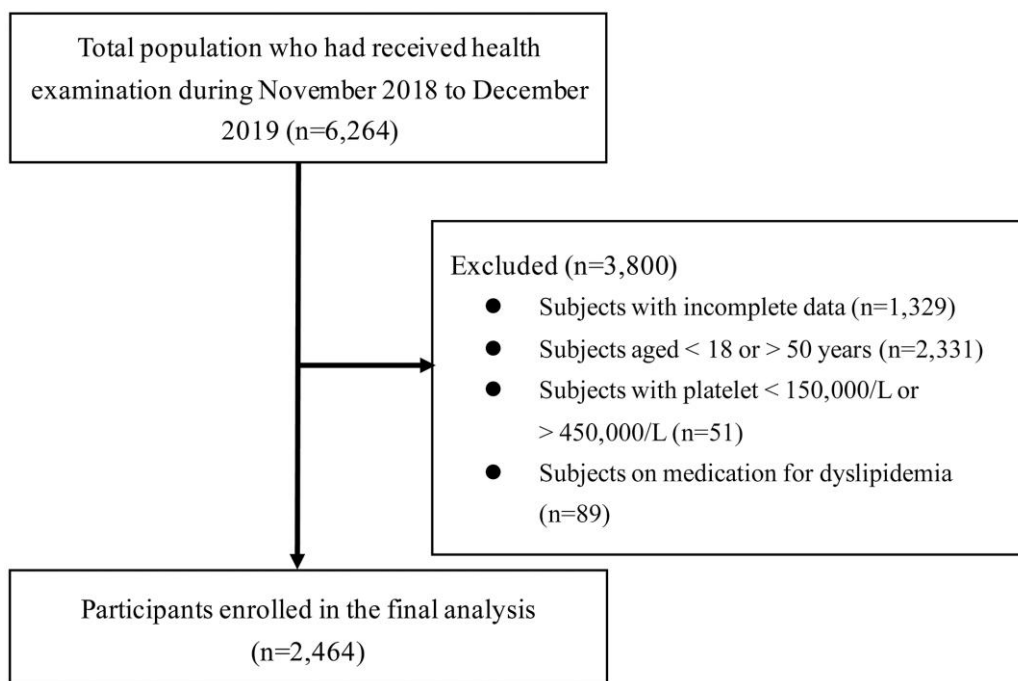 Total population who had received health
examination during November 2018 to December
2019 (n=6,264)
Excluded (n=3,800)
● Subjects with incomplete data (n=1,329)
● Subjects aged < 18 or > 50 years (n=2,331)
● Subjects with platelet < 150,000/L or
> 450,000/L (n=51)
● Subjects on medication for dyslipidemia
(n=89)
Participants enrolled in the final analysis
(n=2,464)